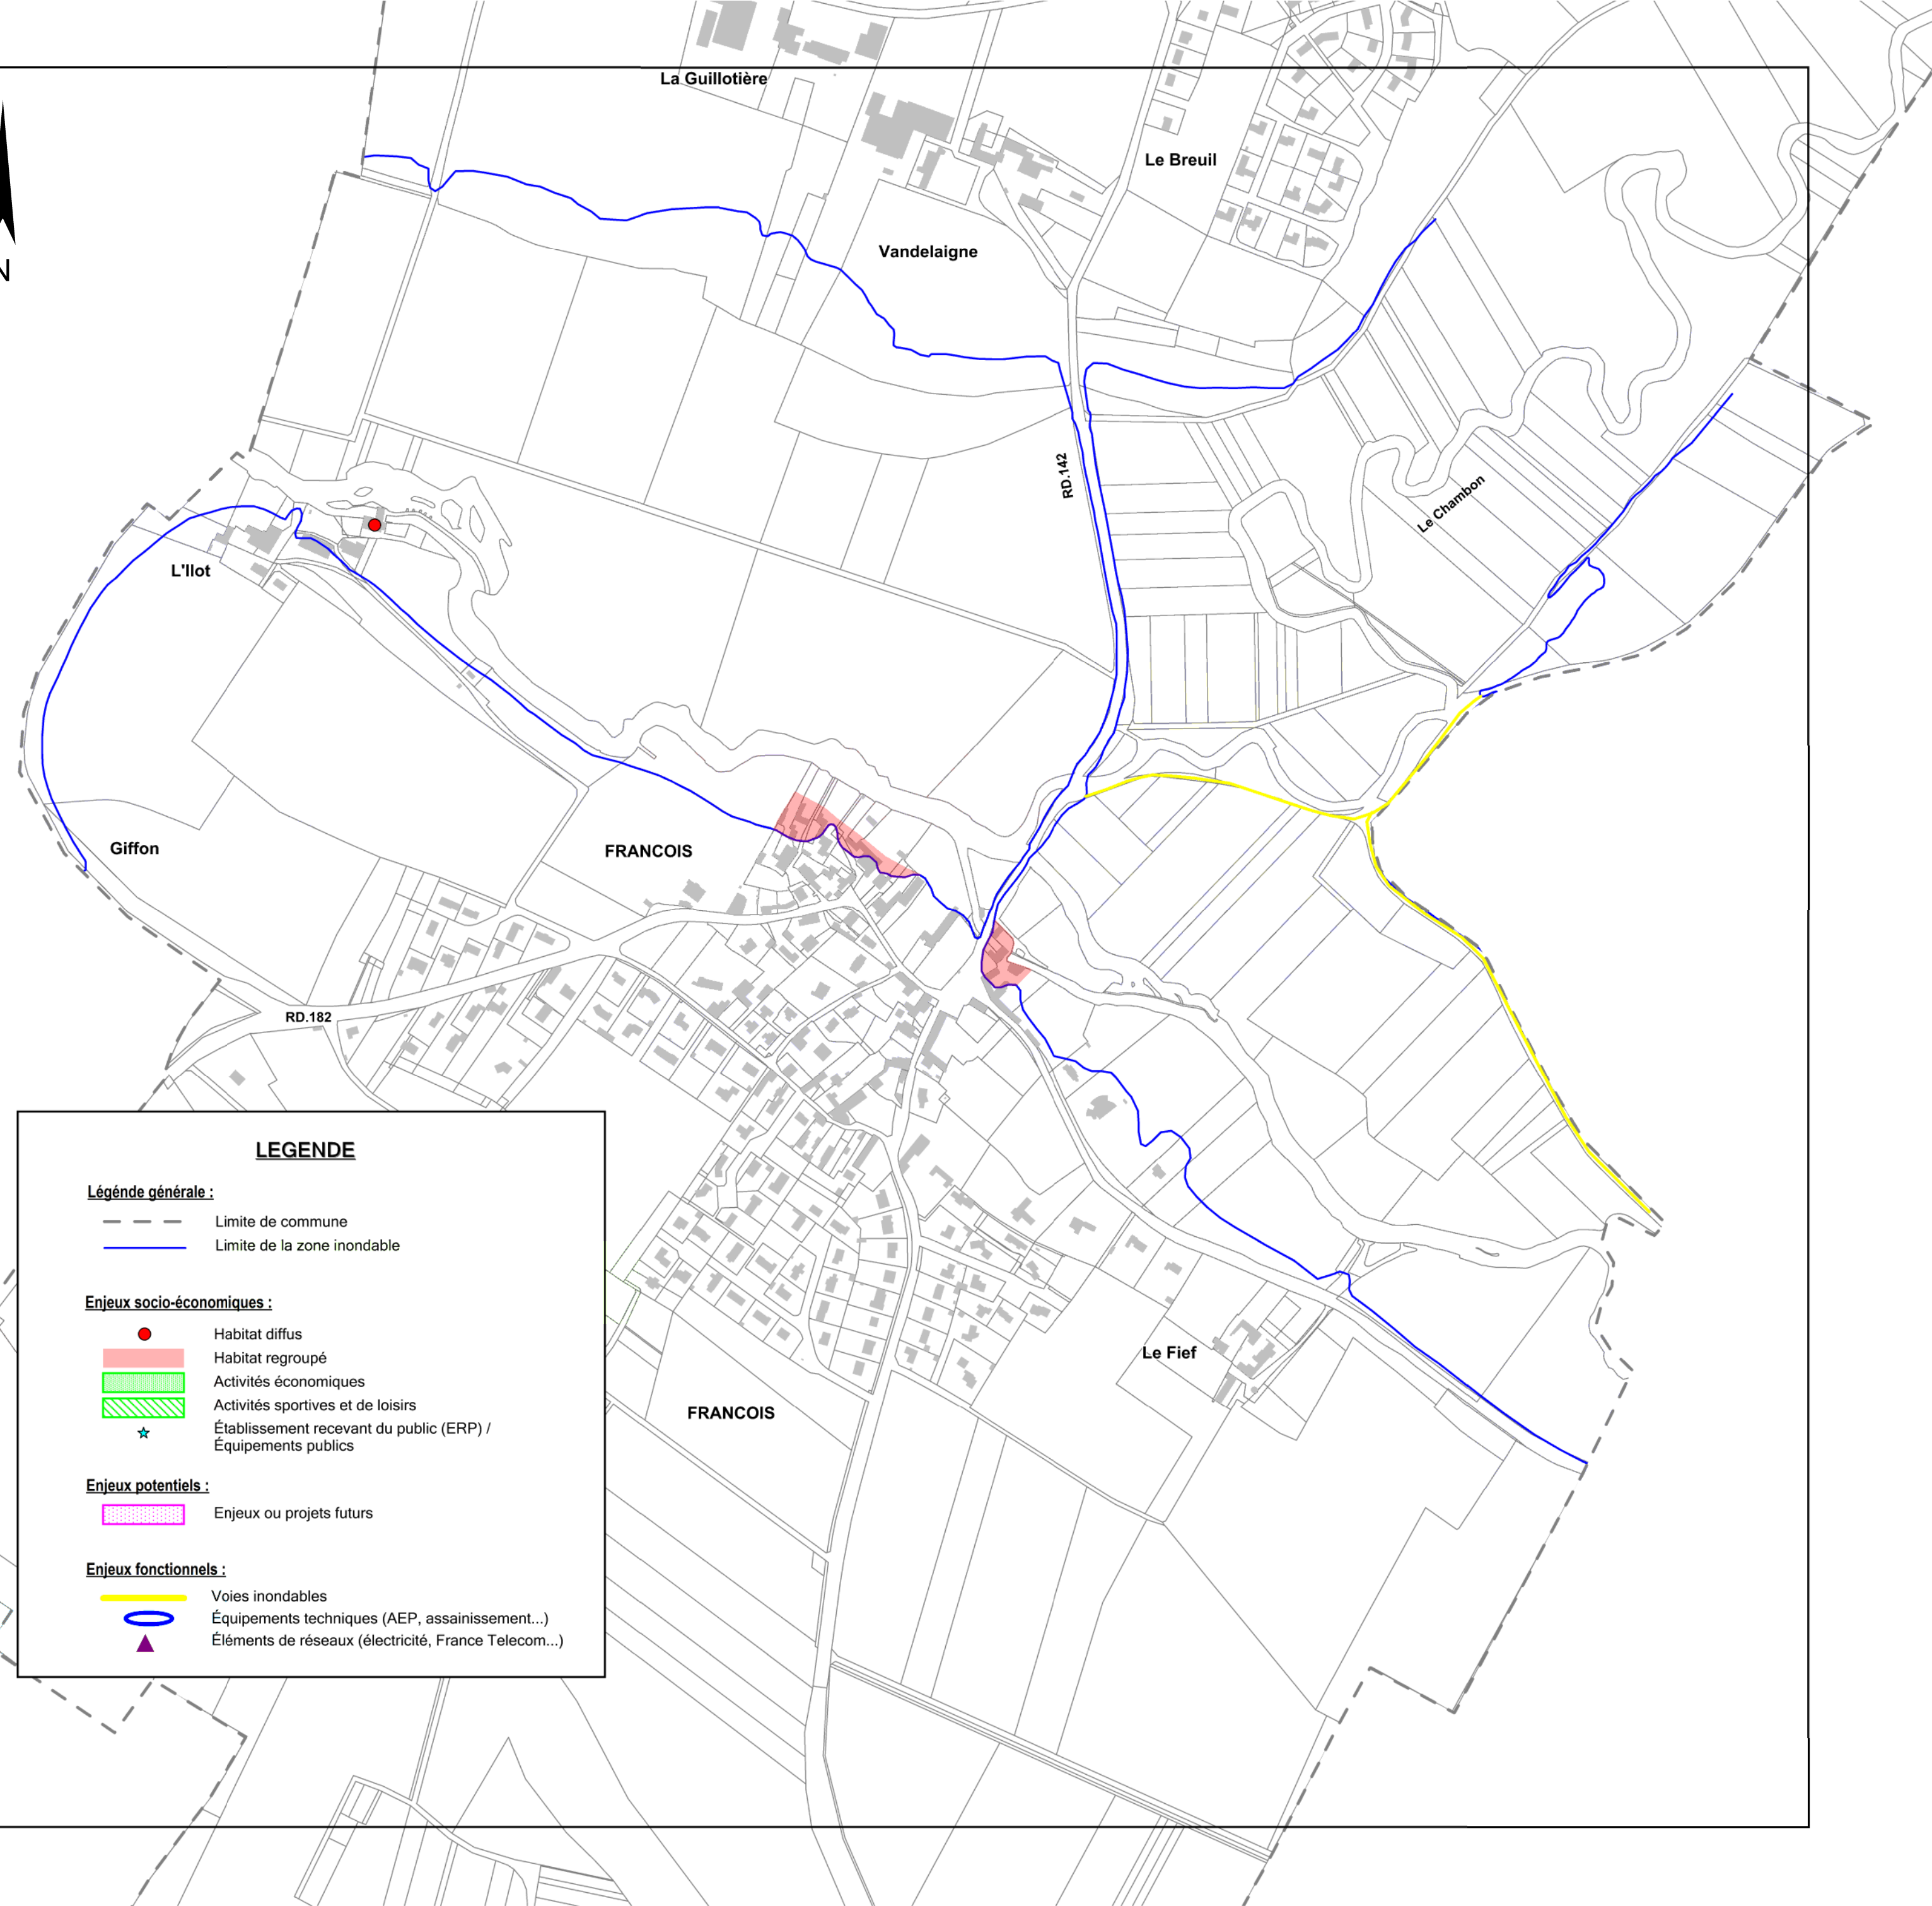 La Guillotière
Le Breuil
Vandelaigne
N
RD.142
Le Chambon
L'Ilot
Giffon
FRANCOIS
RD.182
Le Fief
FRANCOIS
LEGENDE
Légénde générale :
Limite de commune
Limite de la zone inondable
Enjeux socio-économiques :
Habitat diffus
Habitat regroupé
Activités économiques
Activités sportives et de loisirs
Établissement recevant du public (ERP) /
Équipements publics
Enjeux potentiels :
Enjeux ou projets futurs
Enjeux fonctionnels :
Voies inondables
Équipements techniques (AEP, assainissement...)
Éléments de réseaux (électricité, France Telecom...)